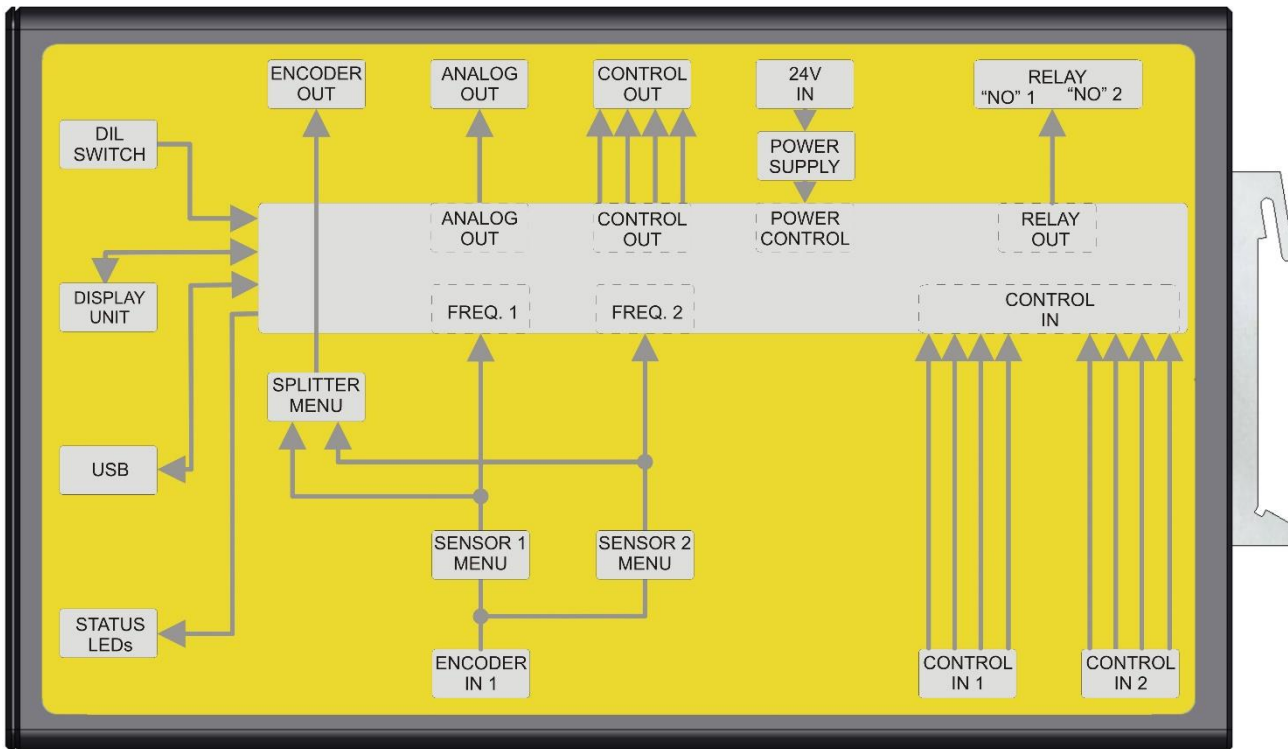 ENCODER
OUT
ANALOG
OUT
CONTROL
OUT
24V
IN
RELAY
“NO” 1 “NO” 2
DIL
SWITCH
POWER
SUPPLY
ANALOG
OUT
CONTROL
OUT
POWER
CONTROL
RELAY
OUT
DISPLAY
UNIT
FREQ. 1
FREQ. 2
CONTROL
IN
SPLITTER
MENU
USB
SENSOR 1
MENU
SENSOR 2
MENU
STATUS
LEDs
ENCODER
IN 1
CONTROL
IN 1
CONTROL
IN 2